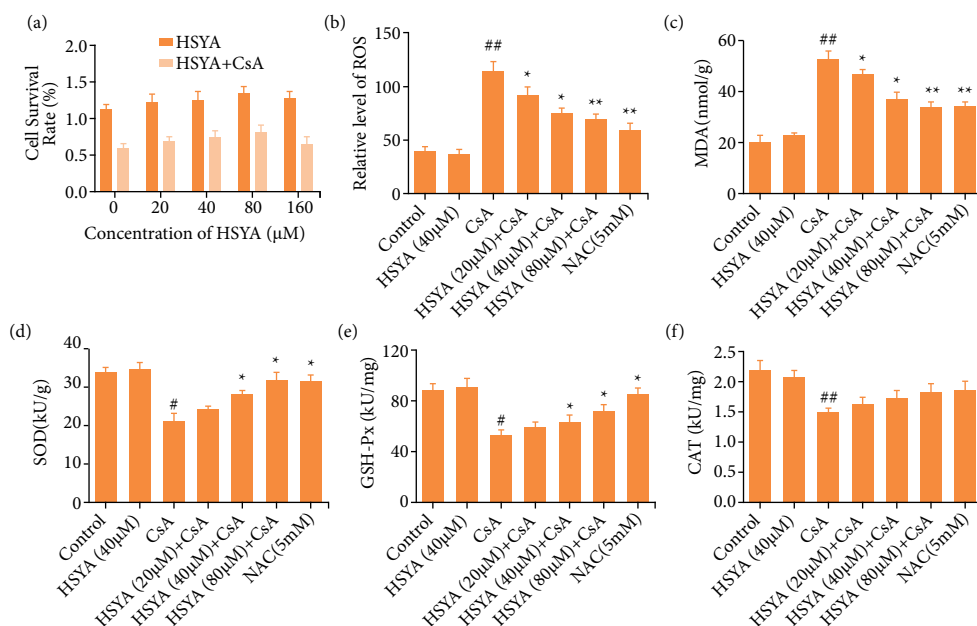 (a)
HSYA
HSYA+CsA
Cell Survival
Rate (%)
2.0
1.5
1.0
0.5
0.0
0 20 40 80 160
Concentration of HSYA (μM)
(b)
Relative level of ROS
150
100
50
0
##
*
*
**
**
Control
HSYA (40μM)
CsA
HSYA (20μM)+CsA
HSYA (40μM)+CsA
HSYA (80μM)+CsA
NAC(5mM)
(c)
MDA(nmol/g)
60
40
20
0
##
*
*
**
**
Control
HSYA (40μM)
CsA
HSYA (20μM)+CsA
HSYA (40μM)+CsA
HSYA (80μM)+CsA
NAC(5mM)
(d)
SOD(kU/g)
40
30
20
10
0
#
*
*
*
Control
HSYA (40μM)
CsA
HSYA (20μM)+CsA
HSYA (40μM)+CsA
HSYA (80μM)+CsA
NAC(5mM)
(e)
GSH-Px (kU/mg)
120
80
40
0
#
*
*
*
Control
HSYA (40μM)
CsA
HSYA (20μM)+CsA
HSYA (40μM)+CsA
HSYA (80μM)+CsA
NAC(5mM)
(f)
CAT (kU/mg)
2.5
2.0
1.5
1.0
0.5
0.0
##
Control
HSYA (40μM)
CsA
HSYA (20μM)+CsA
HSYA (40μM)+CsA
HSYA (80μM)+CsA
NAC(5mM)